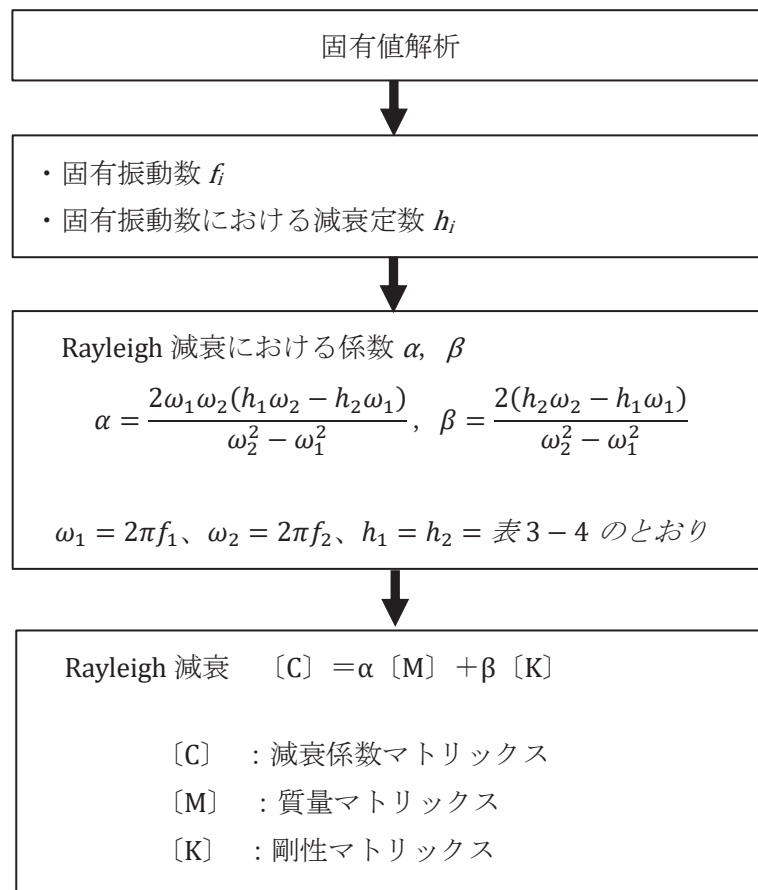 固有値解析
・固有振動数 fᵢ
・固有振動数における減衰定数 hᵢ
Rayleigh 減衰における係数 α, β
α = 2ω₁ω₂(h₁ω₂ − h₂ω₁) / (ω₂² − ω₁²) , β = 2(h₂ω₂ − h₁ω₁) / (ω₂² − ω₁²)
ω₁ = 2πf₁、ω₂ = 2πf₂、h₁ = h₂ = 表 3 − 4 のとおり
Rayleigh 減衰 〔C〕＝α〔M〕＋β〔K〕
〔C〕 ：減衰係数マトリックス
〔M〕 ：質量マトリックス
〔K〕 ：剛性マトリックス